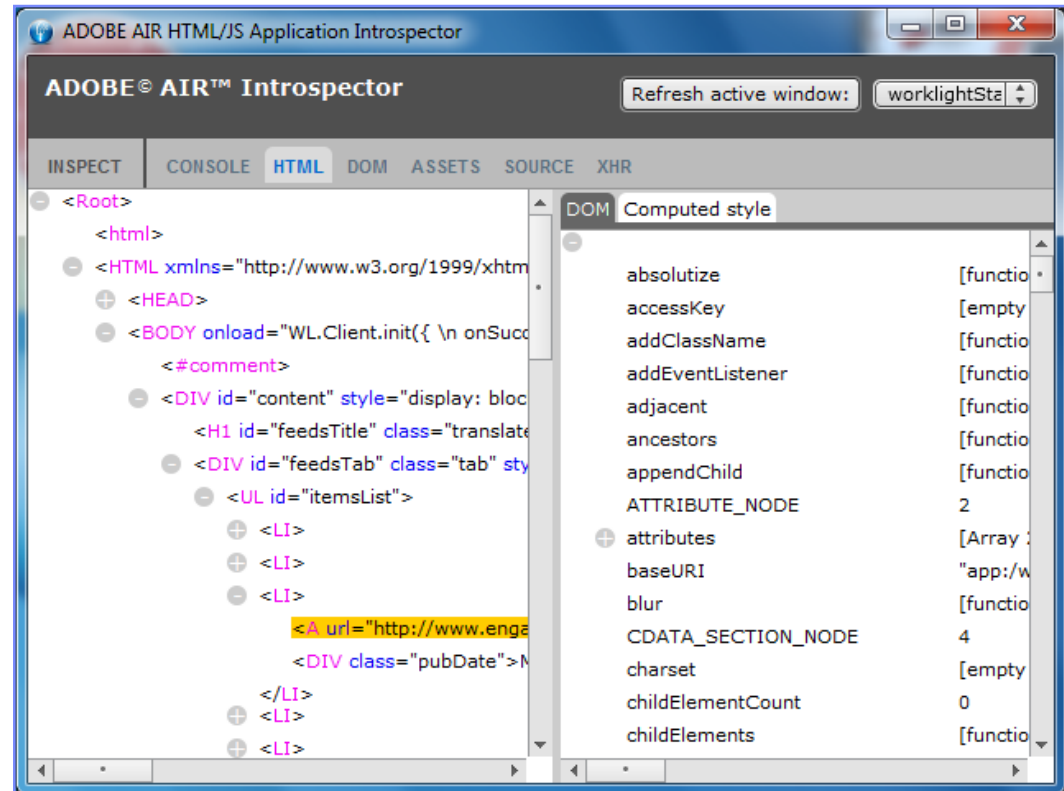 ADOBE AIR HTML/JS Application Introspector
ADOBE© AIR™ Introspector
Refresh active window:
worklightSta
INSPECT CONSOLE HTML DOM ASSETS SOURCE XHR
<Root>
<html>
<HTML xmlns="http://www.w3.org/1999/xhtm
<HEAD>
<BODY onload="WL.Client.init({ \n onSucc
<#comment>
<DIV id="content" style="display: bloc
<H1 id="feedsTitle" class="translate
<DIV id="feedsTab" class="tab" sty
<UL id="itemsList">
<LI>
<LI>
<LI>
<A url="http://www.enga
<DIV class="pubDate">M
</LI>
<LI>
<LI>
DOM Computed style
absolutize [functio
accessKey [empty
addClassName [functio
addEventListener [functio
adjacent [functio
ancestors [functio
appendChild [functio
ATTRIBUTE_NODE 2
attributes [Array 2
baseURI "app:/w
blur [functio
CDATA_SECTION_NODE 4
charset [empty
childElementCount 0
childElements [functio